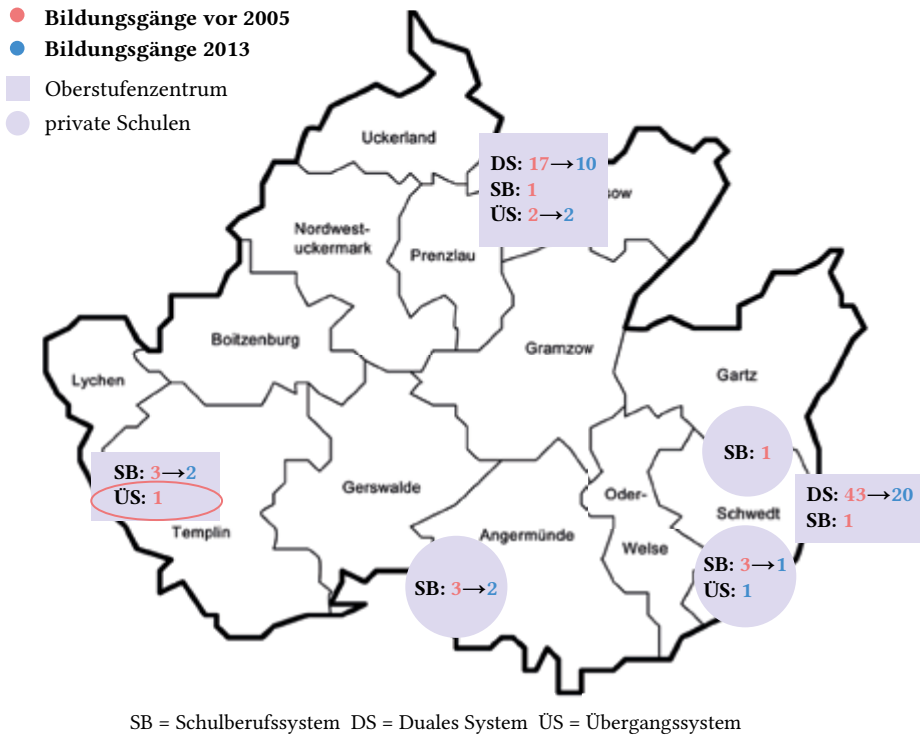 Bildungsgänge vor 2005
Bildungsgänge 2013
Oberstufenzentrum
private Schulen
Uckerland
DS: 17→10
SB: 1
ÜS: 2→2
sow
Nordwest-
uckermark
Prenzlau
Boitzenburg
Gramzow
Lychen
Gartz
SB: 1
SB: 3→2
ÜS: 1
Gerswalde
Oder-
Schwedt
DS: 43→20
SB: 1
Templin
Angermünde
Welse
SB: 3→1
ÜS: 1
SB: 3→2
SB = Schulberufssystem DS = Duales System ÜS = Übergangssystem